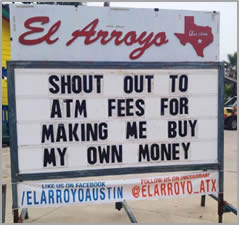 El Arroyo
SHOUT OUT TO
ATM FEES FOR
MAKING ME BUY
MY OWN MONEY
LIKE US ON FACEBOOK
/ELARROYOAUSTIN
FOLLOW US ON INSTAGRAM
@ELARROYO_ATX